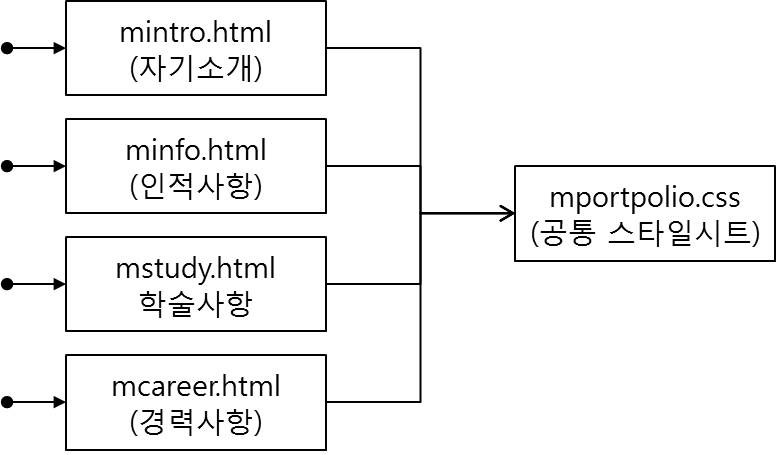 mintro.html
(자기소개)
minfo.html
(인적사항)
mstudy.html
학술사항
mcareer.html
(경력사항)
mportpolio.css
(공통 스타일시트)